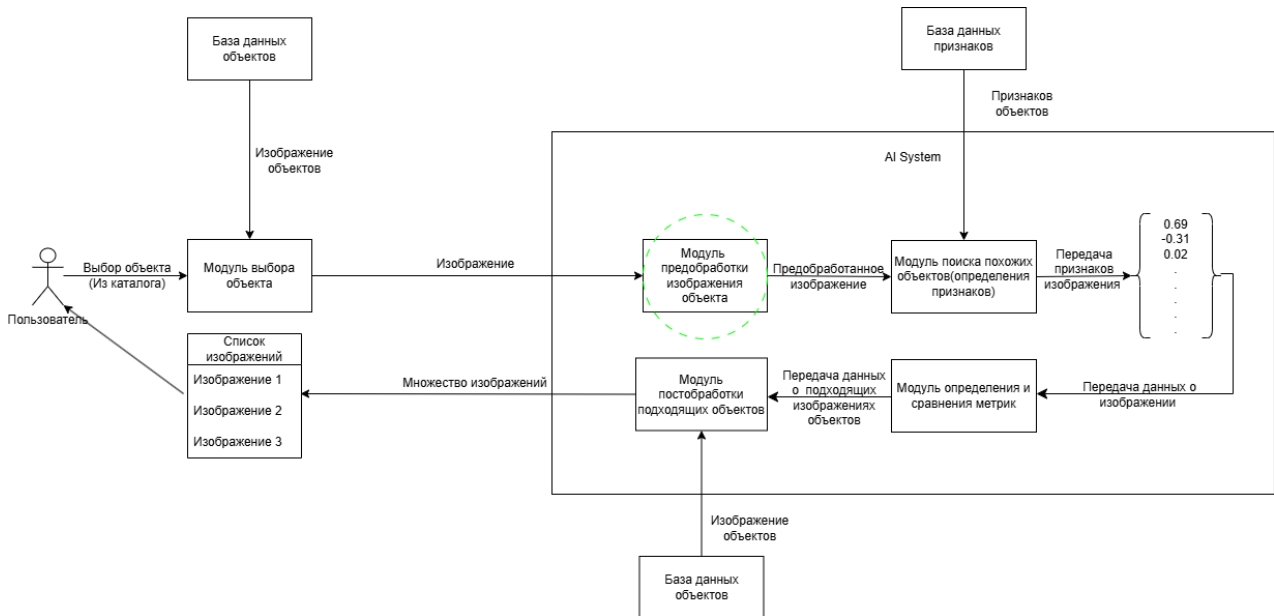 База данных
объектов
База данных
признаков
Признаков
объектов
Изображение
объектов
AI System
Выбор объекта
(Из каталога)
Модуль выбора
объекта
Изображение
Модуль
предобработки
изображения
объекта
Предобработанное
изображение
Модуль поиска похожих
объектов(определения
признаков)
Передача
признаков
изображения
0.69
-0.31
0.02
.
.
.
.
.
Пользователь
Список
изображений
Изображение 1
Изображение 2
Изображение 3
Множество изображений
Модуль
постобработки
подходящих объектов
Передача данных
о подходящих
изображениях
объектов
Модуль определения и
сравнения метрик
Передача данных о
изображении
Изображение
объектов
База данных
объектов